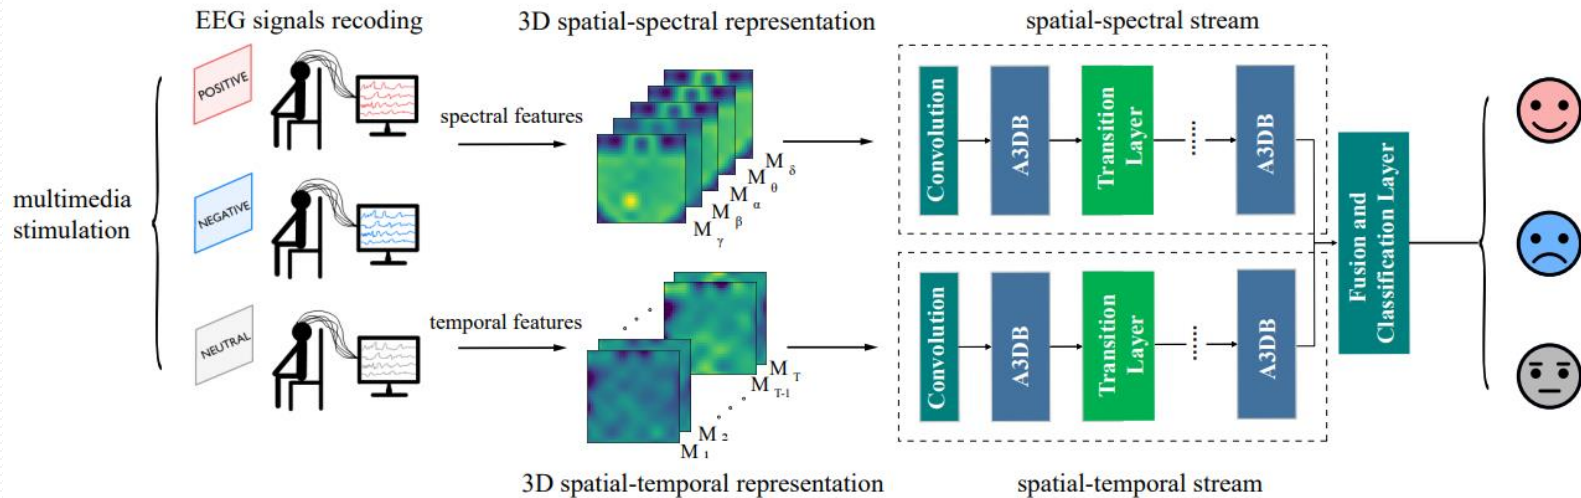 EEG signals recoding
3D spatial-spectral representation
spatial-spectral stream
multimedia
stimulation
POSITIVE
NEGATIVE
NEUTRAL
spectral features
temporal features
M δ
M θ
M α
M β
M γ
M T
M T-1
M 2
M 1
Convolution
A3DB
Transition
Layer
A3DB
Convolution
A3DB
Transition
Layer
A3DB
Fusion and
Classification Layer
3D spatial-temporal representation
spatial-temporal stream